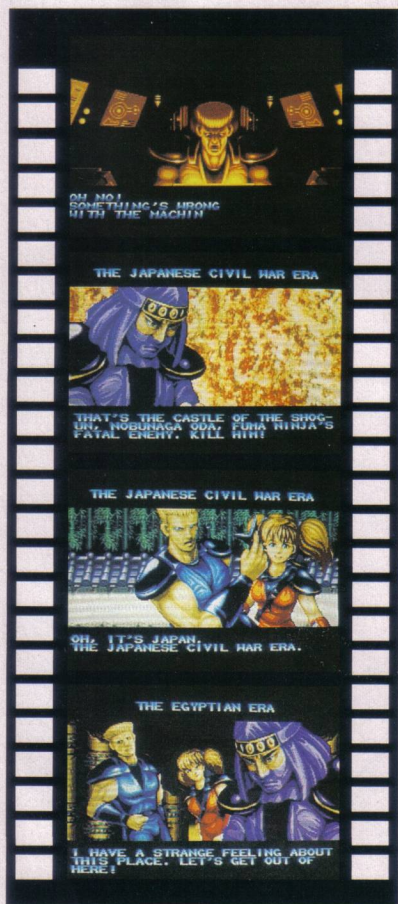 OH NO!
SOMETHING'S WRONG
WITH THE MACHIN
THE JAPANESE CIVIL WAR ERA
THAT'S THE CASTLE OF THE SHOG-
UN, NOBUNAGA ODA, FUMA NINJA'S
FATAL ENEMY. KILL HIM!
THE JAPANESE CIVIL WAR ERA
OH, IT'S JAPAN.
THE JAPANESE CIVIL WAR ERA.
THE EGYPTIAN ERA
I HAVE A STRANGE FEELING ABOUT
THIS PLACE. LET'S GET OUT OF
HERE!